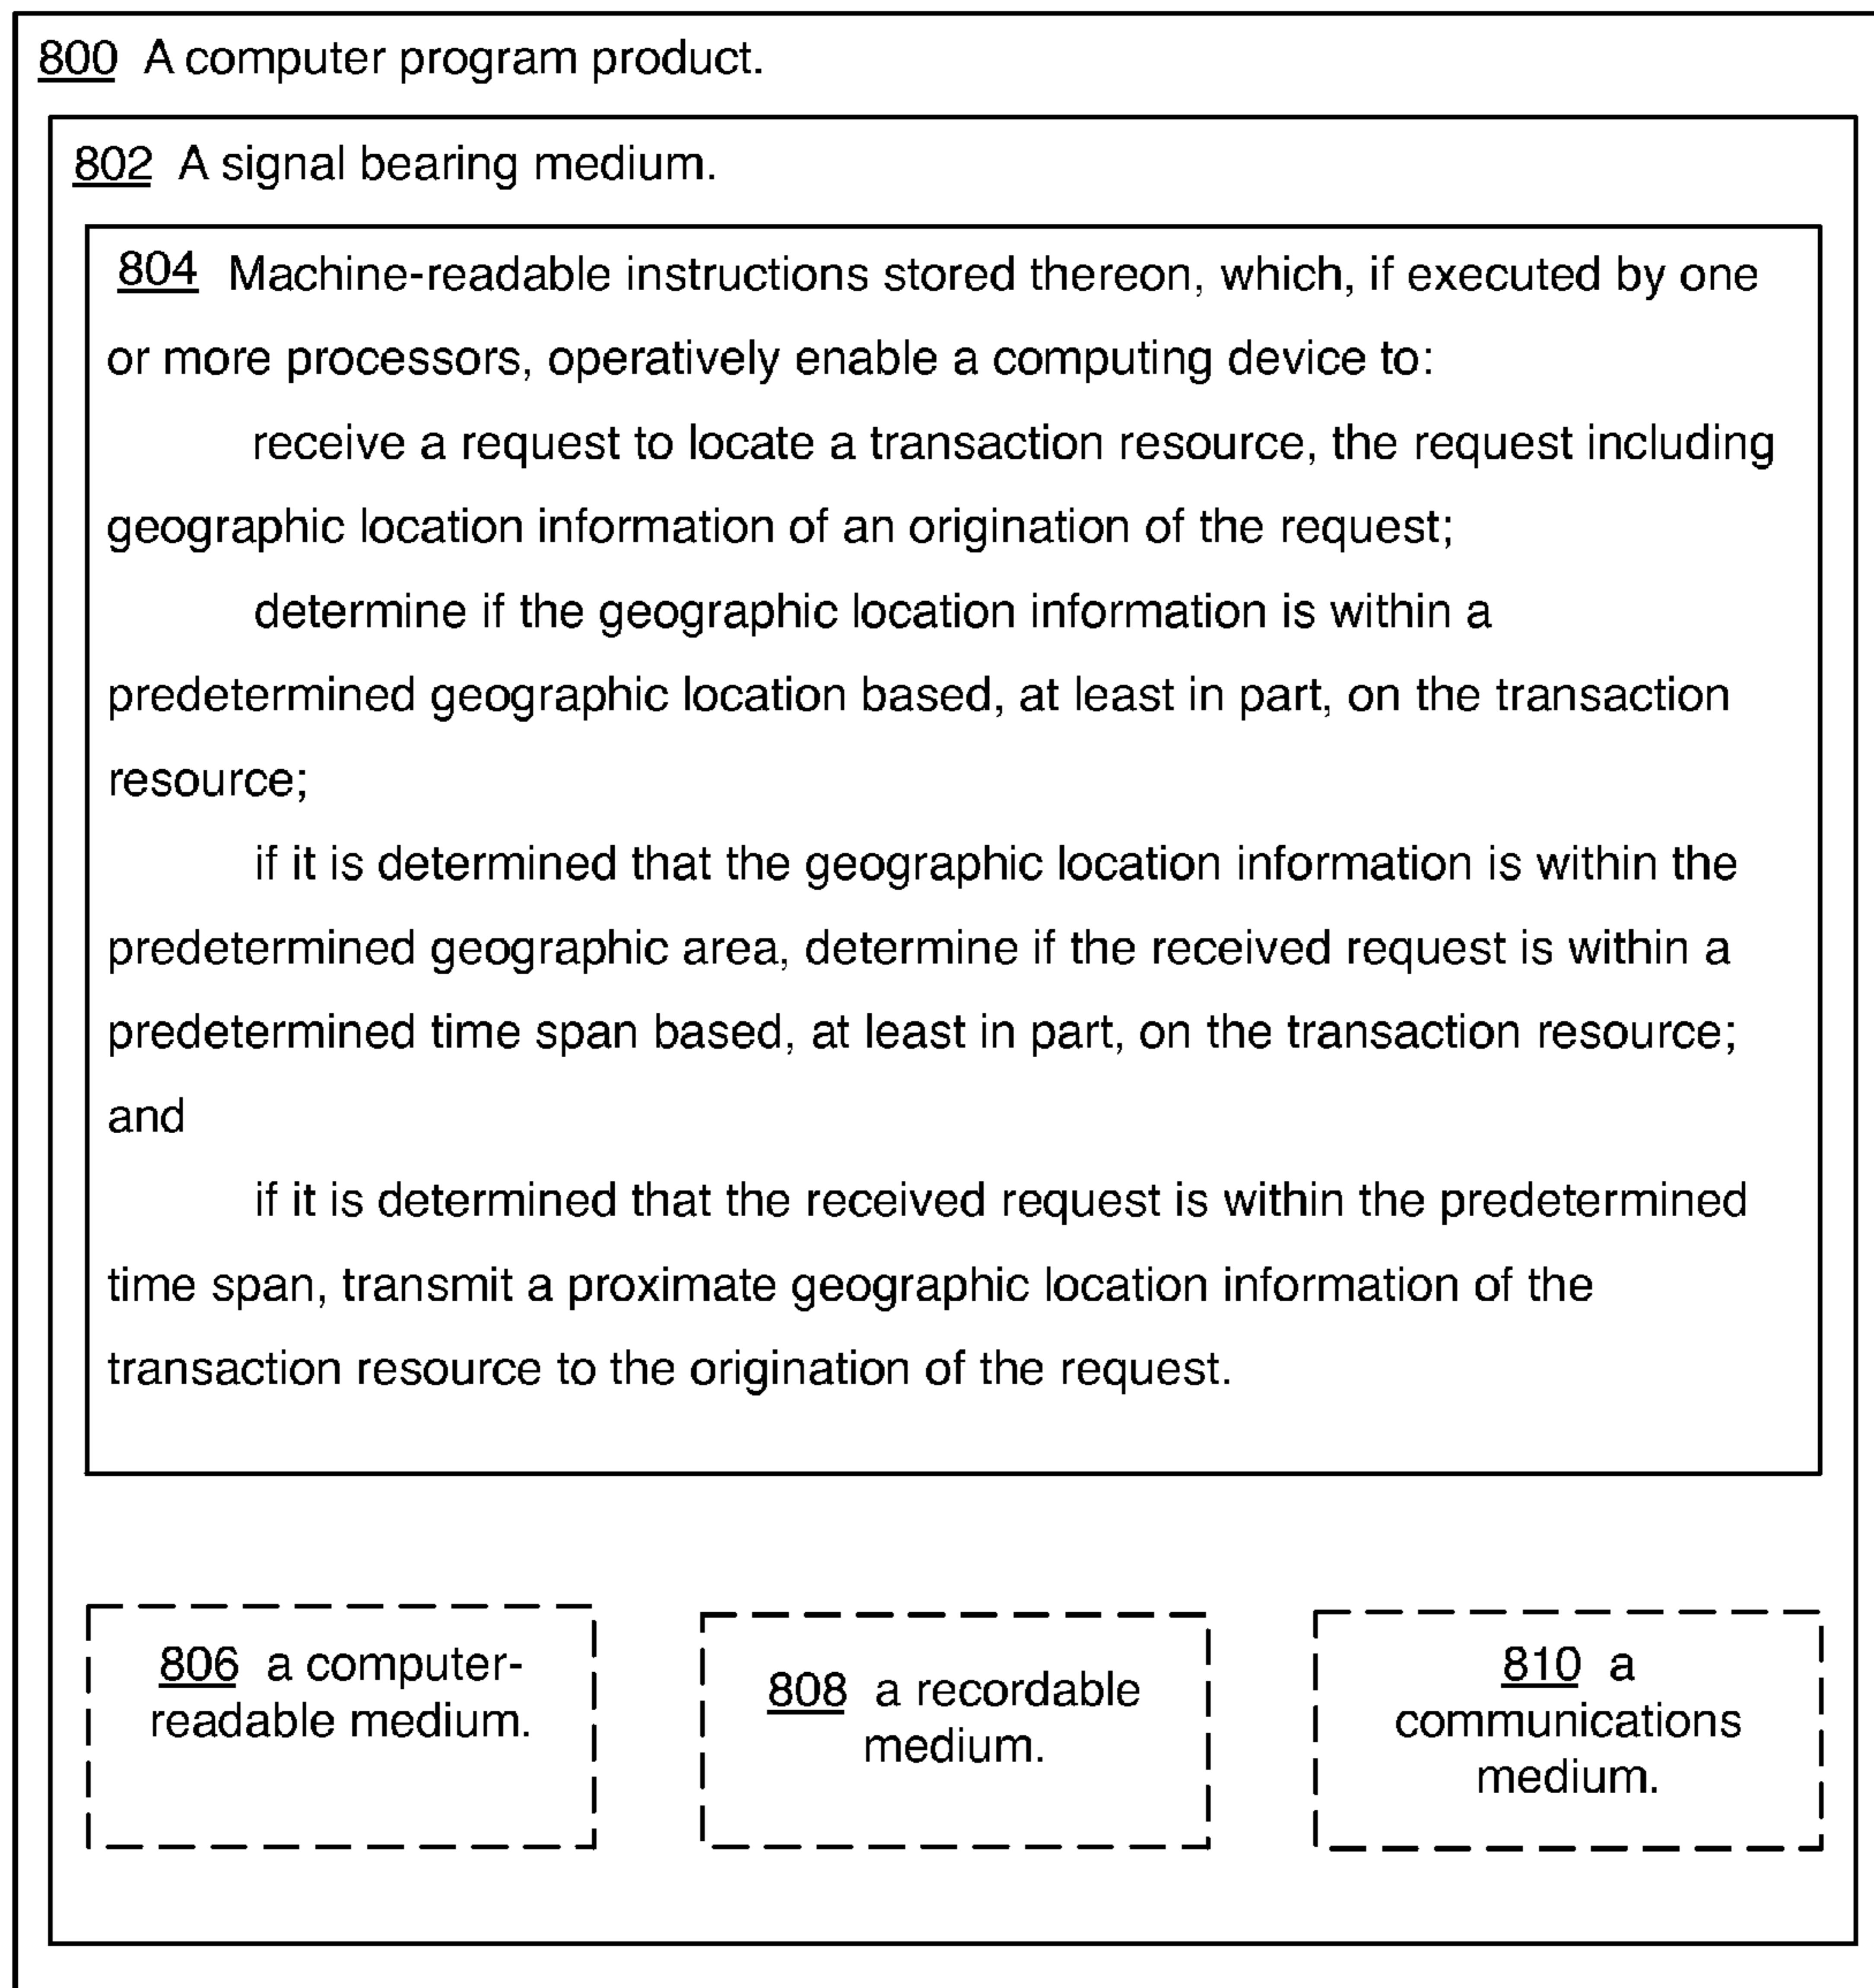 800 A computer program product.
802 A signal bearing medium.
804 Machine-readable instructions stored thereon, which, if executed by one
or more processors, operatively enable a computing device to:
receive a request to locate a transaction resource, the request including
geographic location information of an origination of the request;
determine if the geographic location information is within a
predetermined geographic location based, at least in part, on the transaction
resource;
if it is determined that the geographic location information is within the
predetermined geographic area, determine if the received request is within a
predetermined time span based, at least in part, on the transaction resource;
and
if it is determined that the received request is within the predetermined
time span, transmit a proximate geographic location information of the
transaction resource to the origination of the request.
806 a computer-
readable medium.
808 a recordable
medium.
810 a
communications
medium.